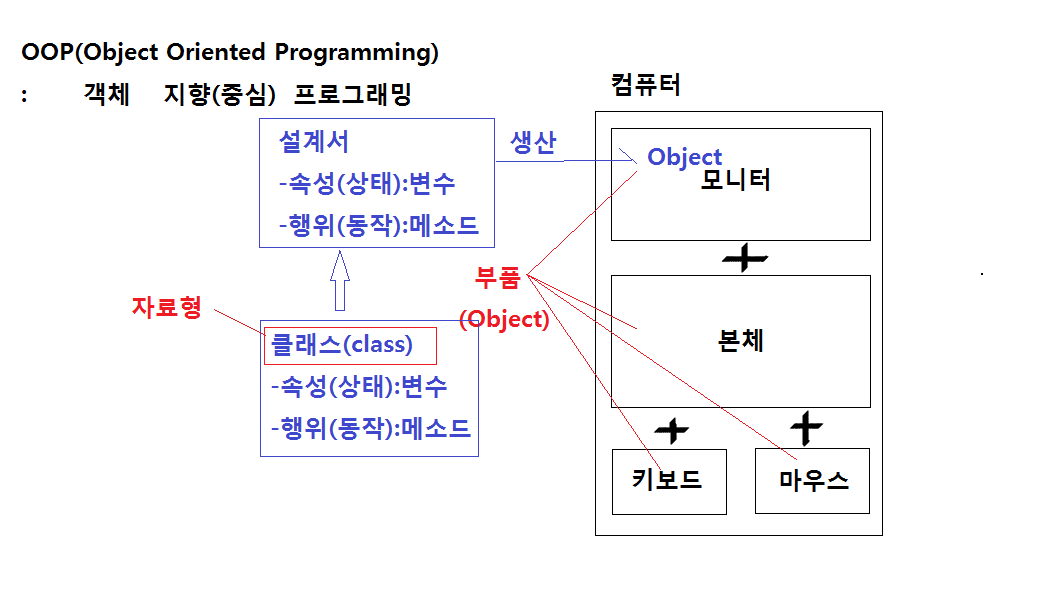 OOP(Object Oriented Programming)
: 객체 지향(중심) 프로그래밍
컴퓨터
설계서
-속성(상태):변수
-행위(동작):메소드
생산
Object
모니터
부품
(Object)
자료형
클래스(class)
-속성(상태):변수
-행위(동작):메소드
본체
키보드
마우스